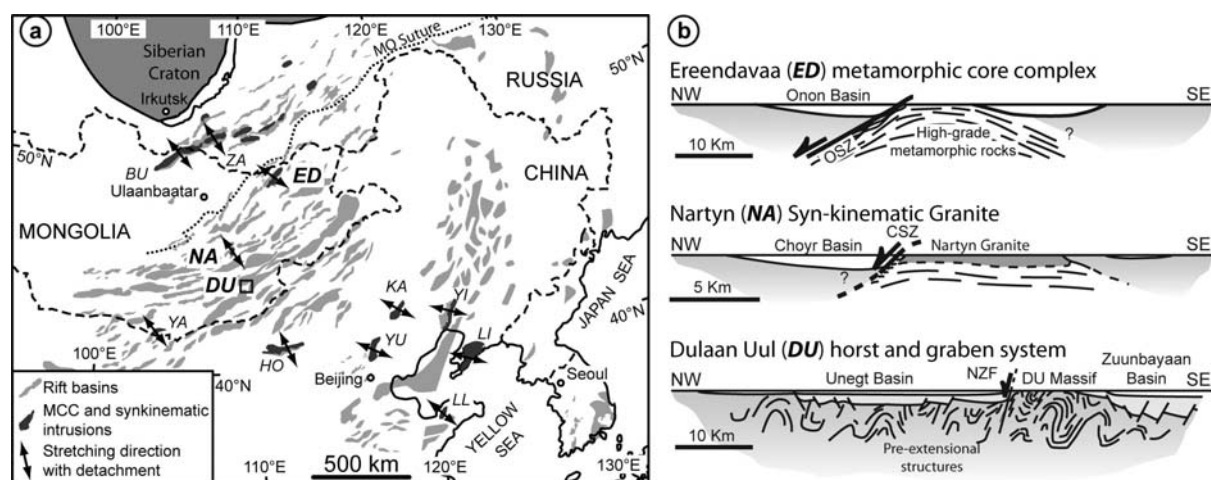 a
100°E
110°E
120°E
130°E
50°N
Siberian
Craton
Irkutsk
MO Suture
RUSSIA
50°N
BU
ZA
Ulaanbaatar
ED
CHINA
MONGOLIA
NA
DU
KA
YI
JAPAN SEA
40°N
YA
100°E
HO
YU
LI
40°N
Beijing
Seoul
LL
YELLOW
SEA
Rift basins
MCC and synkinematic
intrusions
Stretching direction
with detachment
110°E
500 km
120°E
130°E
b
Ereendavaa (ED) metamorphic core complex
NW
Onon Basin
SE
OSZ
High-grade
metamorphic rocks
?
10 Km
Nartyn (NA) Syn-kinematic Granite
NW
Choyr Basin
CSZ
Nartyn Granite
SE
?
5 Km
Dulaan Uul (DU) horst and graben system
NW
Unegt Basin
NZF
DU Massif
Zuunbayaan
Basin
SE
10 Km
Pre-extensional
structures